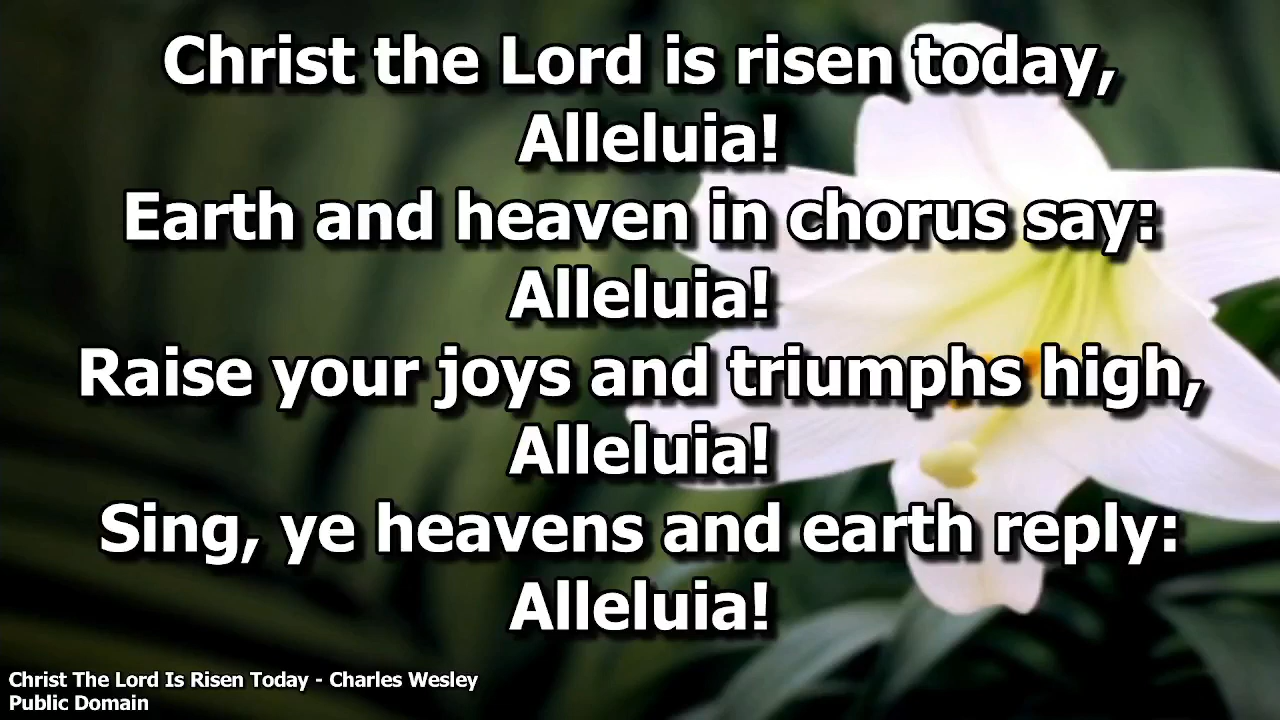 Christ the Lord is risen today,
Alleluia!
Earth and heaven in chorus say:
Alleluia!
Raise your joys and triumphs high,
Alleluia!
Sing, ye heavens and earth reply:
Alleluia!
Christ The Lord Is Risen Today - Charles Wesley
Public Domain